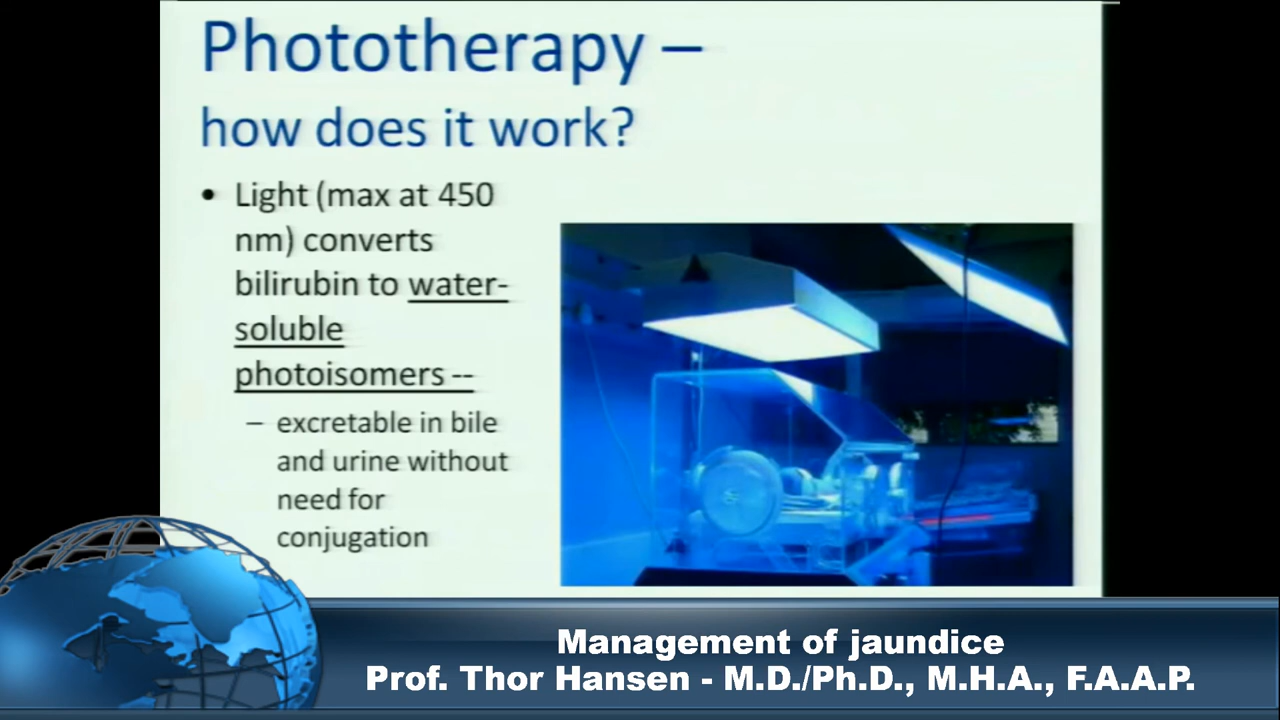 Phototherapy –
how does it work?
• Light (max at 450
nm) converts
bilirubin to water-
soluble
photoisomers --
– excretable in bile
and urine without
need for
conjugation
Management of jaundice
Prof. Thor Hansen - M.D./Ph.D., M.H.A., F.A.A.P.